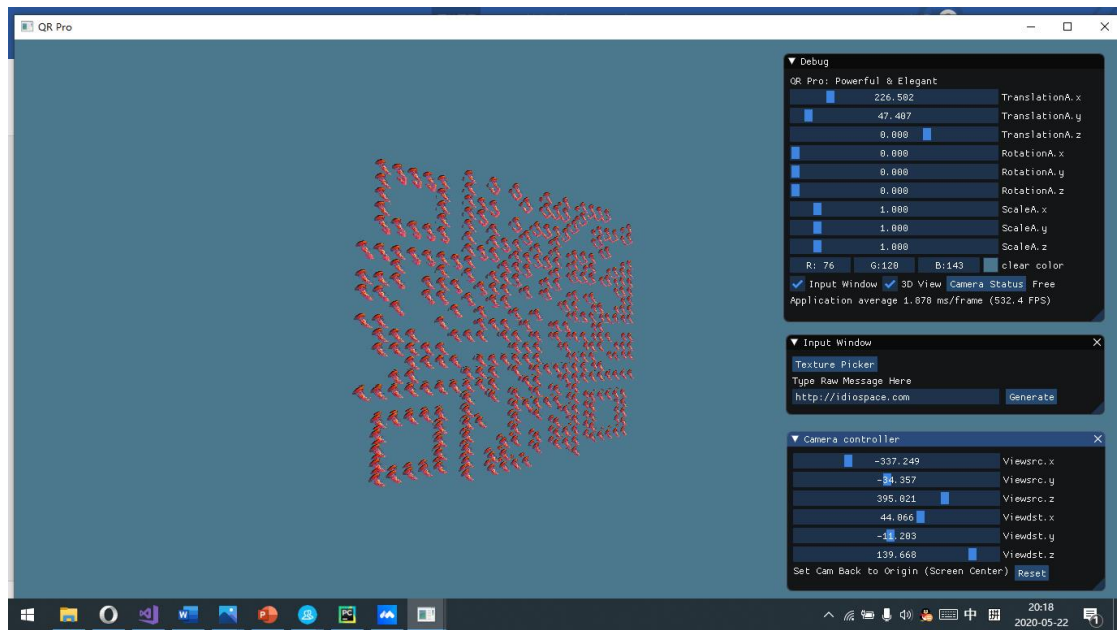 QR Pro
Debug
QR Pro: Powerful & Elegant
226.502 TranslationA.x
47.407 TranslationA.y
0.000 TranslationA.z
0.000 RotationA.x
0.000 RotationA.y
0.000 RotationA.z
1.000 ScaleA.x
1.000 ScaleA.y
1.000 ScaleA.z
R: 76 G:120 B:143 clear color
Input Window 3D View Camera Status Free
Application average 1.878 ms/frame (532.4 FPS)
Input Window
Texture Picker
Type Raw Message Here
http://idiospace.com Generate
Camera controller
-337.249 Viewsrc.x
-34.357 Viewsrc.y
395.021 Viewsrc.z
44.066 Viewdst.x
-11.203 Viewdst.y
139.668 Viewdst.z
Set Cam Back to Origin (Screen Center) Reset
中 20:18
2020-05-22